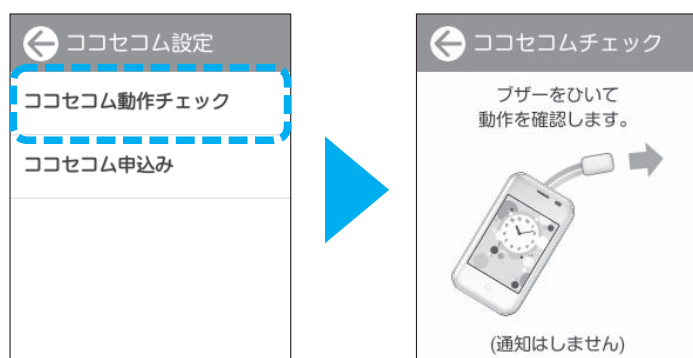 ココセコム設定
ココセコム動作チェック
ココセコム申込み
ココセコムチェック
ブザーをひいて
動作を確認します。
(通知はしません)